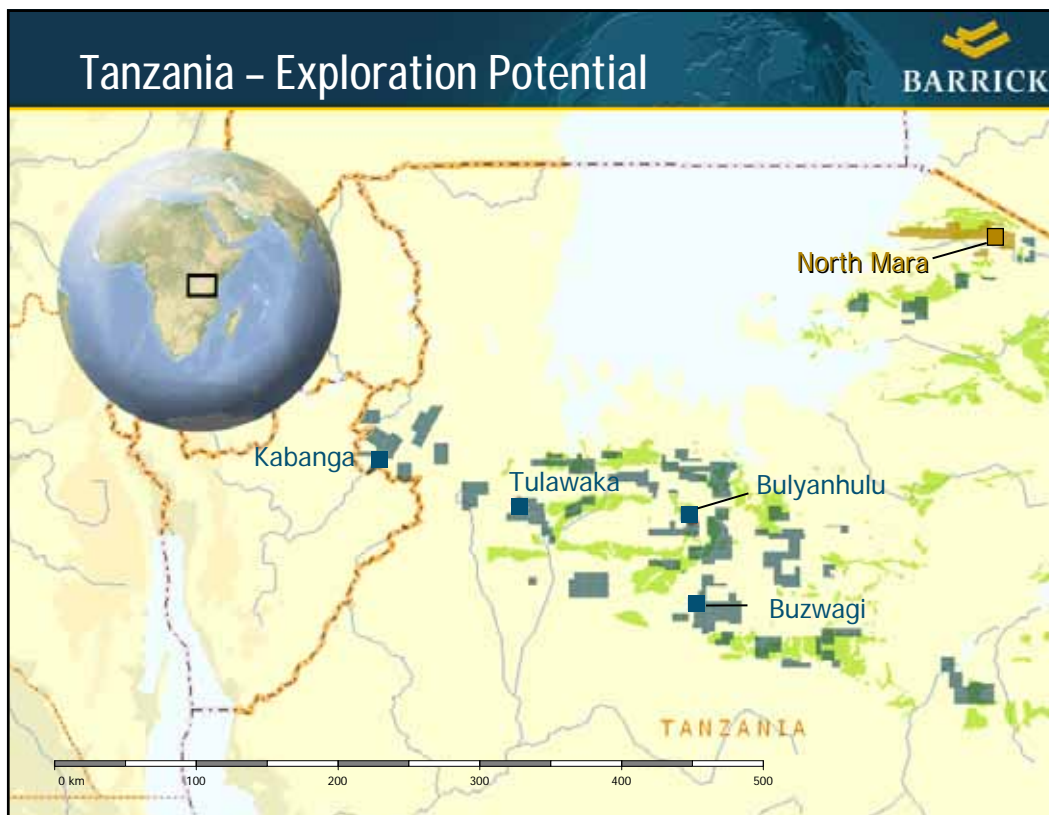 Tanzania – Exploration Potential
BARRICK
North Mara
Kabanga
Tulawaka
Bulyanhulu
Buzwagi
TANZANIA
0 km 100 200 300 400 500